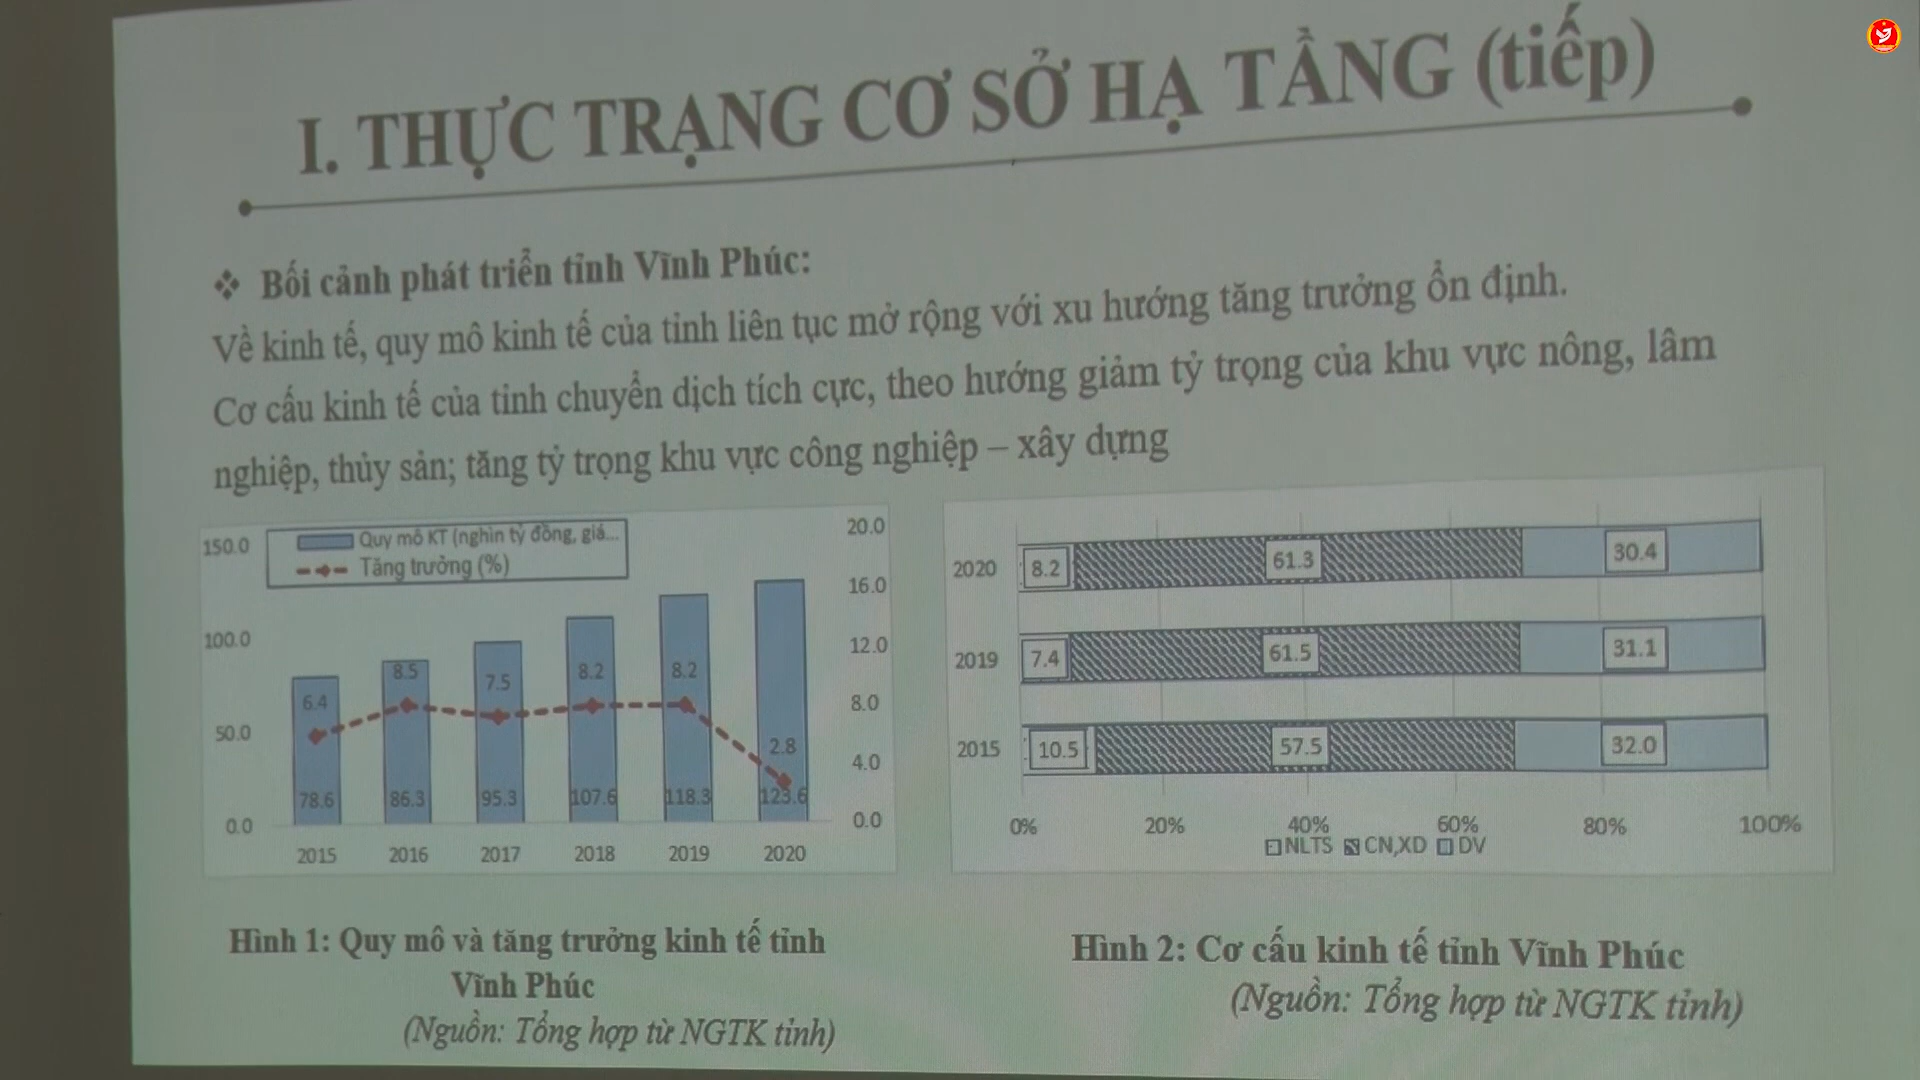 I. THỰC TRẠNG CƠ SỞ HẠ TẦNG (tiếp)
❖ Bối cảnh phát triển tỉnh Vĩnh Phúc:
Về kinh tế, quy mô kinh tế của tỉnh liên tục mở rộng với xu hướng tăng trưởng ổn định.
Cơ cấu kinh tế của tỉnh chuyển dịch tích cực, theo hướng giảm tỷ trọng của khu vực nông, lâm
nghiệp, thủy sản; tăng tỷ trọng khu vực công nghiệp – xây dựng
Quy mô KT (nghìn tỷ đồng, giá...
Tăng trưởng (%)
150.0
100.0
50.0
0.0
20.0
16.0
12.0
8.0
4.0
0.0
6.4 8.5 7.5 8.2 8.2 2.8
78.6 86.3 95.3 107.6 118.3 123.6
2015 2016 2017 2018 2019 2020
Hình 1: Quy mô và tăng trưởng kinh tế tỉnh
Vĩnh Phúc
(Nguồn: Tổng hợp từ NGTK tỉnh)
2020 8.2 61.3 30.4
2019 7.4 61.5 31.1
2015 10.5 57.5 32.0
0% 20% 40% 60% 80% 100%
NLTS CN,XD DV
Hình 2: Cơ cấu kinh tế tỉnh Vĩnh Phúc
(Nguồn: Tổng hợp từ NGTK tỉnh)